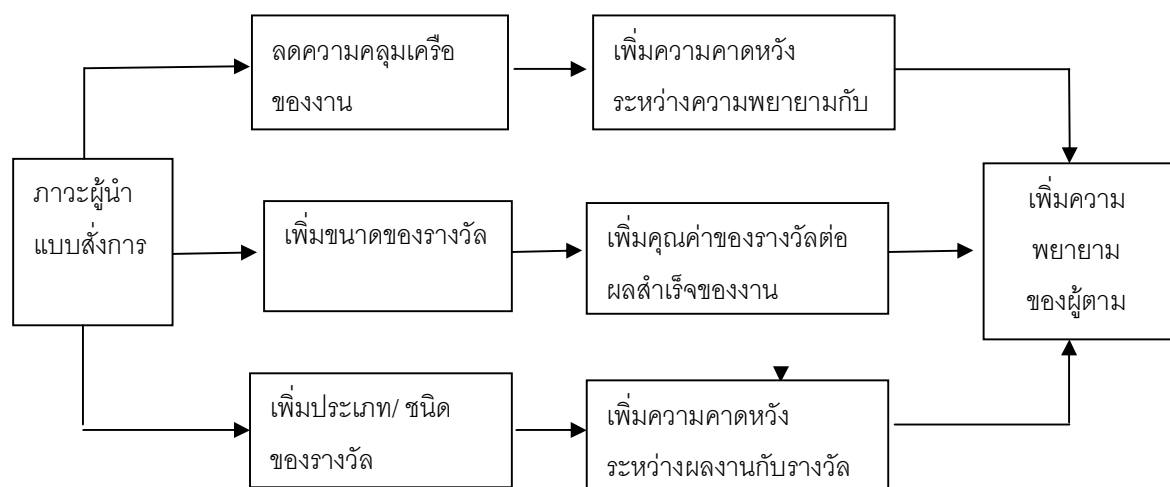 ลดความคลุมเครือ
ของงาน
เพิ่มความคาดหวัง
ระหว่างความพยายามกับ
ภาวะผู้นำ
แบบสั่งการ
เพิ่มขนาดของรางวัล
เพิ่มคุณค่าของรางวัลต่อ
ผลสำเร็จของงาน
เพิ่มความ
พยายาม
ของผู้ตาม
เพิ่มประเภท/ ชนิด
ของรางวัล
เพิ่มความคาดหวัง
ระหว่างผลงานกับรางวัล